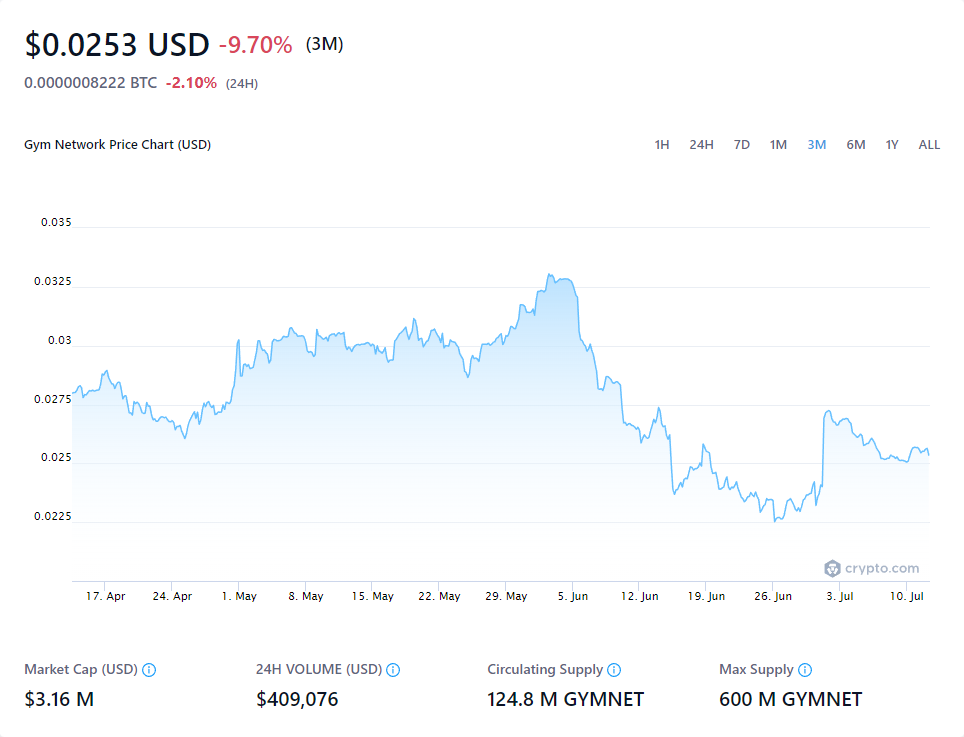 $0.0253 USD -9.70% (3M)
0.0000008222 BTC -2.10% (24H)
Gym Network Price Chart (USD) 1H 24H 7D 1M 3M 6M 1Y ALL
0.035
0.0325
0.03
0.0275
0.025
0.0225
crypto.com
17. Apr 24. Apr 1. May 8. May 15. May 22. May 29. May 5. Jun 12. Jun 19. Jun 26. Jun 3. Jul 10. Jul
Market Cap (USD) 24H VOLUME (USD) Circulating Supply Max Supply
$3.16 M $409,076 124.8 M GYMNET 600 M GYMNET